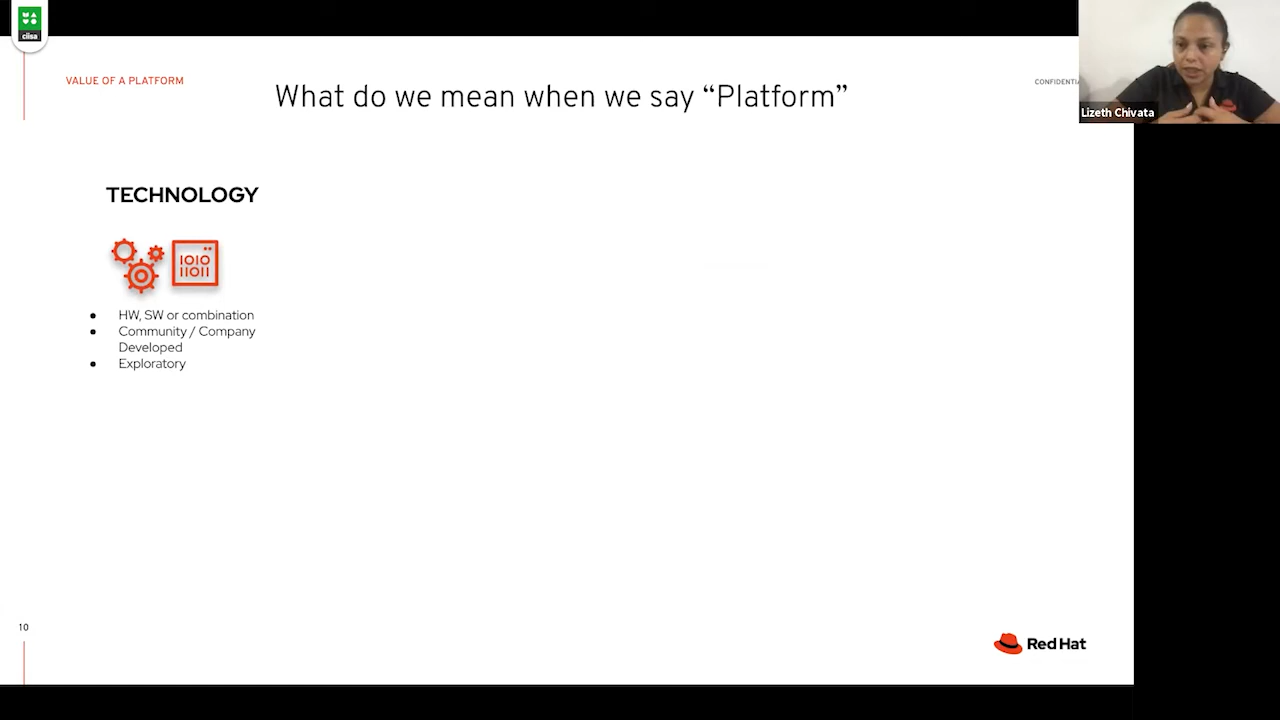 clisa
VALUE OF A PLATFORM
What do we mean when we say “Platform”
Lizeth Chivata
TECHNOLOGY
1010
11011
● HW, SW or combination
● Community / Company
Developed
● Exploratory
10
Red Hat